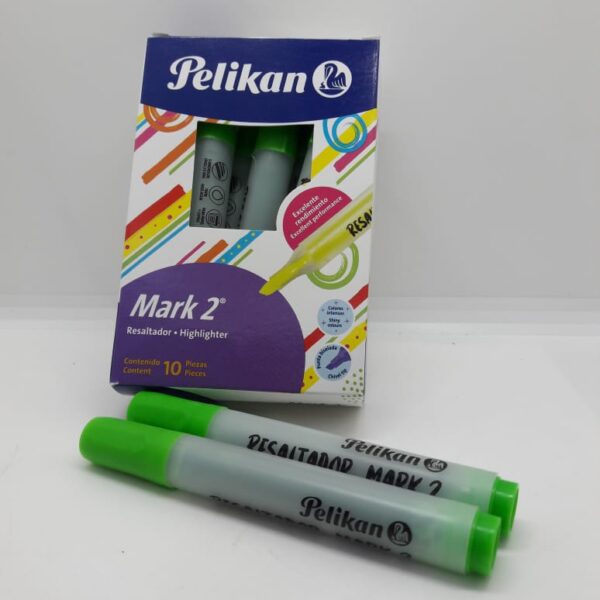 Pelikan
Excelente
rendimiento
Excellent performance
RESA
Mark 2®
Resaltador • Highlighter
Colores
intensos
Shiny
colours
Punta biselada
Chisel tip
Contenido 10 Piezas
Content Pieces
Pelikan
RESALTADOR MARK 2
Pelikan